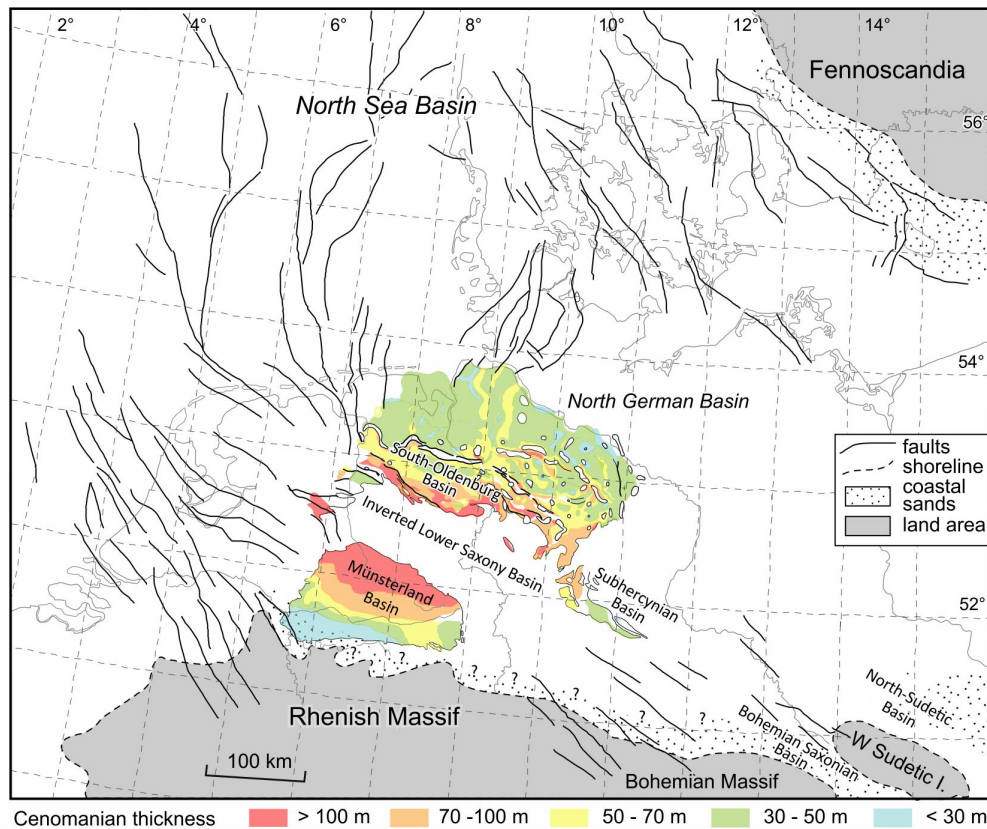 2°
4°
6°
8°
10°
12°
14°
Fennoscandia
North Sea Basin
56°
54°
North German Basin
faults
shoreline
coastal
sands
land area
South-Oldenburg
Basin
Inverted Lower Saxony Basin
Münsterland
Basin
Subhercynian
Basin
52°
? ? ? ? ? ? ? ? ?
North-Sudetic
Basin
Rhenish Massif
Bohemian Saxonian
Basin
W Sudetic I.
100 km
Bohemian Massif
Cenomanian thickness > 100 m 70 -100 m 50 - 70 m 30 - 50 m < 30 m